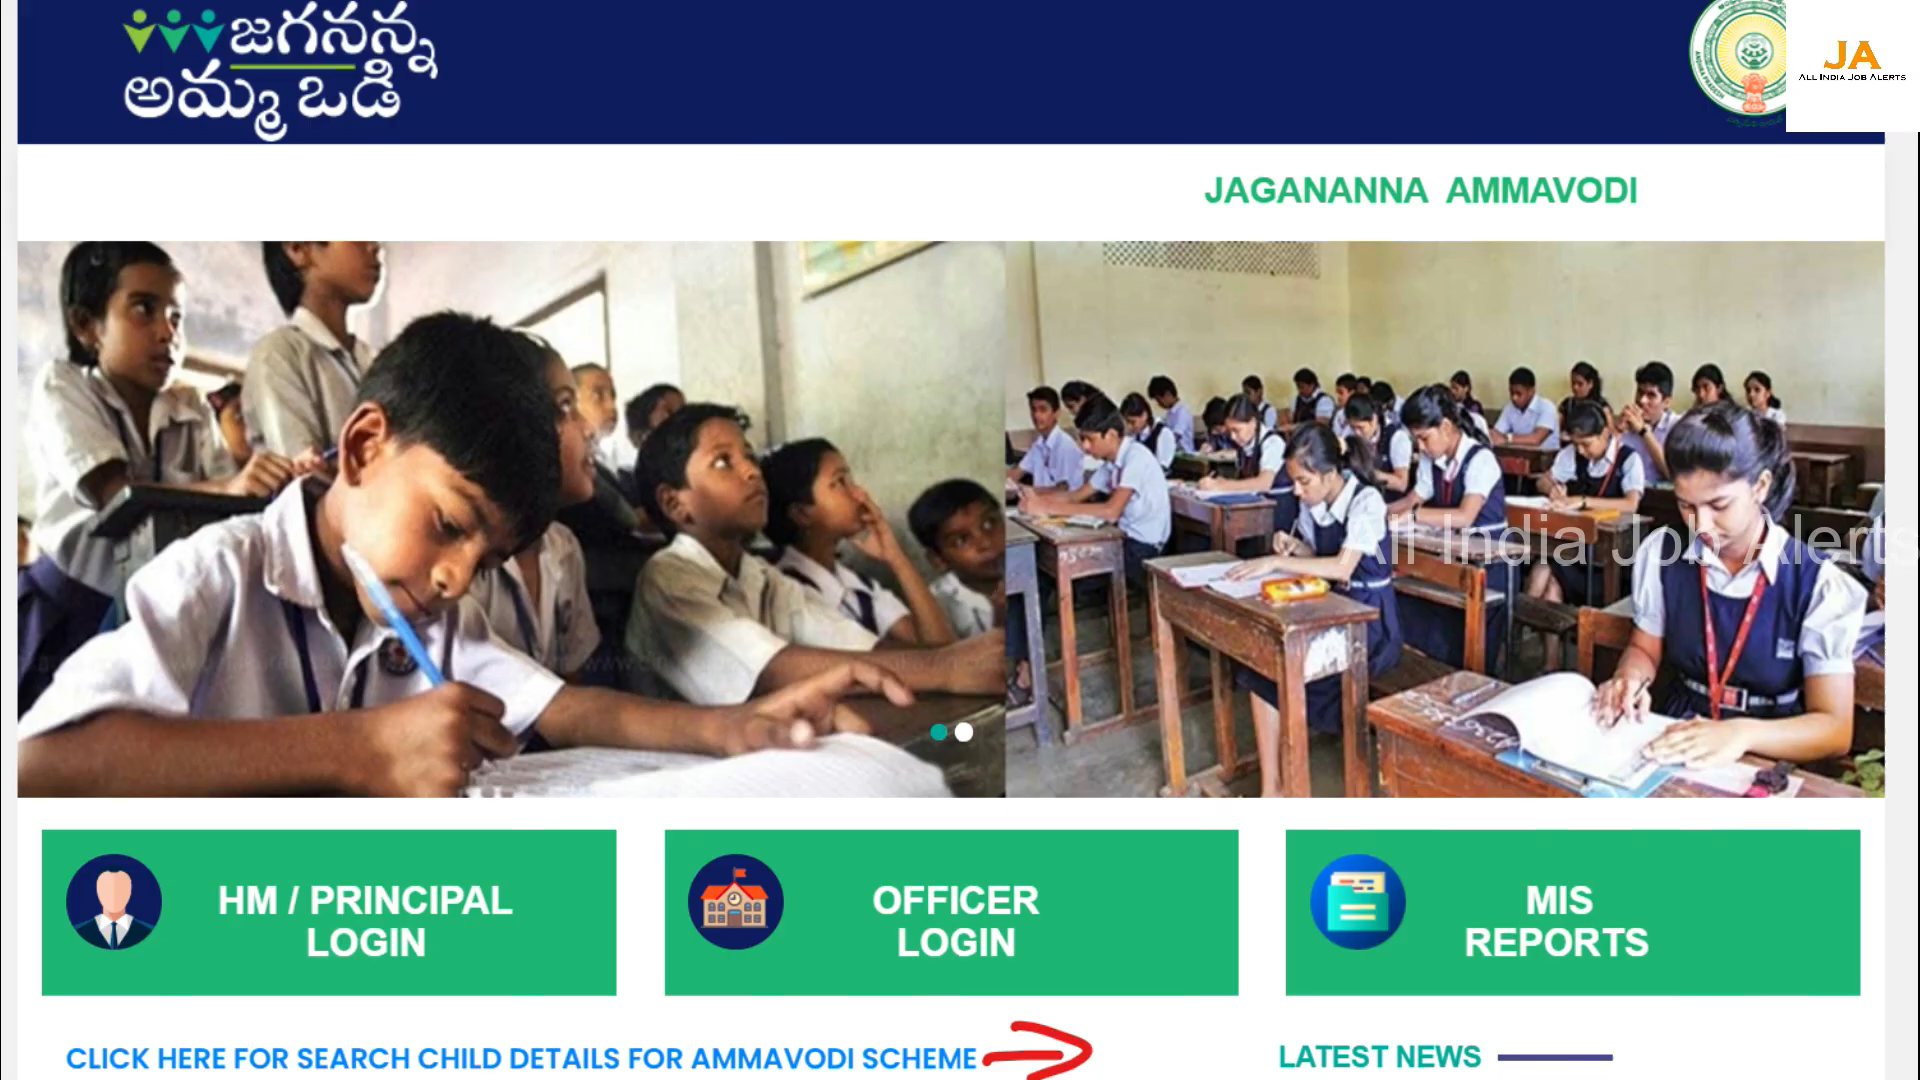 జగనన్న
అమ్మ ఒడి
JA
ALL INDIA JOB ALERTS
JAGANANNA AMMAVODI
All India Job Alerts
HM / PRINCIPAL
LOGIN
OFFICER
LOGIN
MIS
REPORTS
CLICK HERE FOR SEARCH CHILD DETAILS FOR AMMAVODI SCHEME
LATEST NEWS